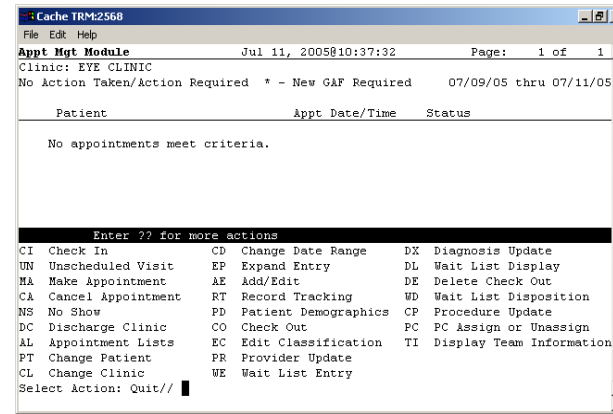 Cache TRM:2568
File Edit Help
Appt Mgt Module Jul 11, 2005@10:37:32 Page: 1 of 1
Clinic: EYE CLINIC
No Action Taken/Action Required * - New GAF Required 07/09/05 thru 07/11/05
Patient Appt Date/Time Status
No appointments meet criteria.
Enter ?? for more actions
CI Check In CD Change Date Range DX Diagnosis Update
UN Unscheduled Visit EP Expand Entry DL Wait List Display
MA Make Appointment AE Add/Edit DE Delete Check Out
CA Cancel Appointment RT Record Tracking WD Wait List Disposition
NS No Show PD Patient Demographics CP Procedure Update
DC Discharge Clinic CO Check Out PC PC Assign or Unassign
AL Appointment Lists EC Edit Classification TI Display Team Information
PT Change Patient PR Provider Update
CL Change Clinic WE Wait List Entry
Select Action: Quit//